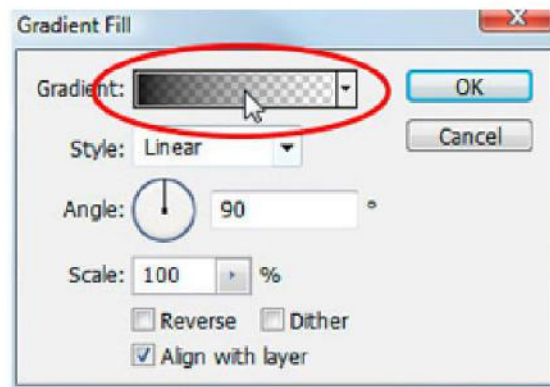 Gradient Fill
Gradient: OK
Style: Linear Cancel
Angle: 90 °
Scale: 100 %
Reverse Dither
Align with layer